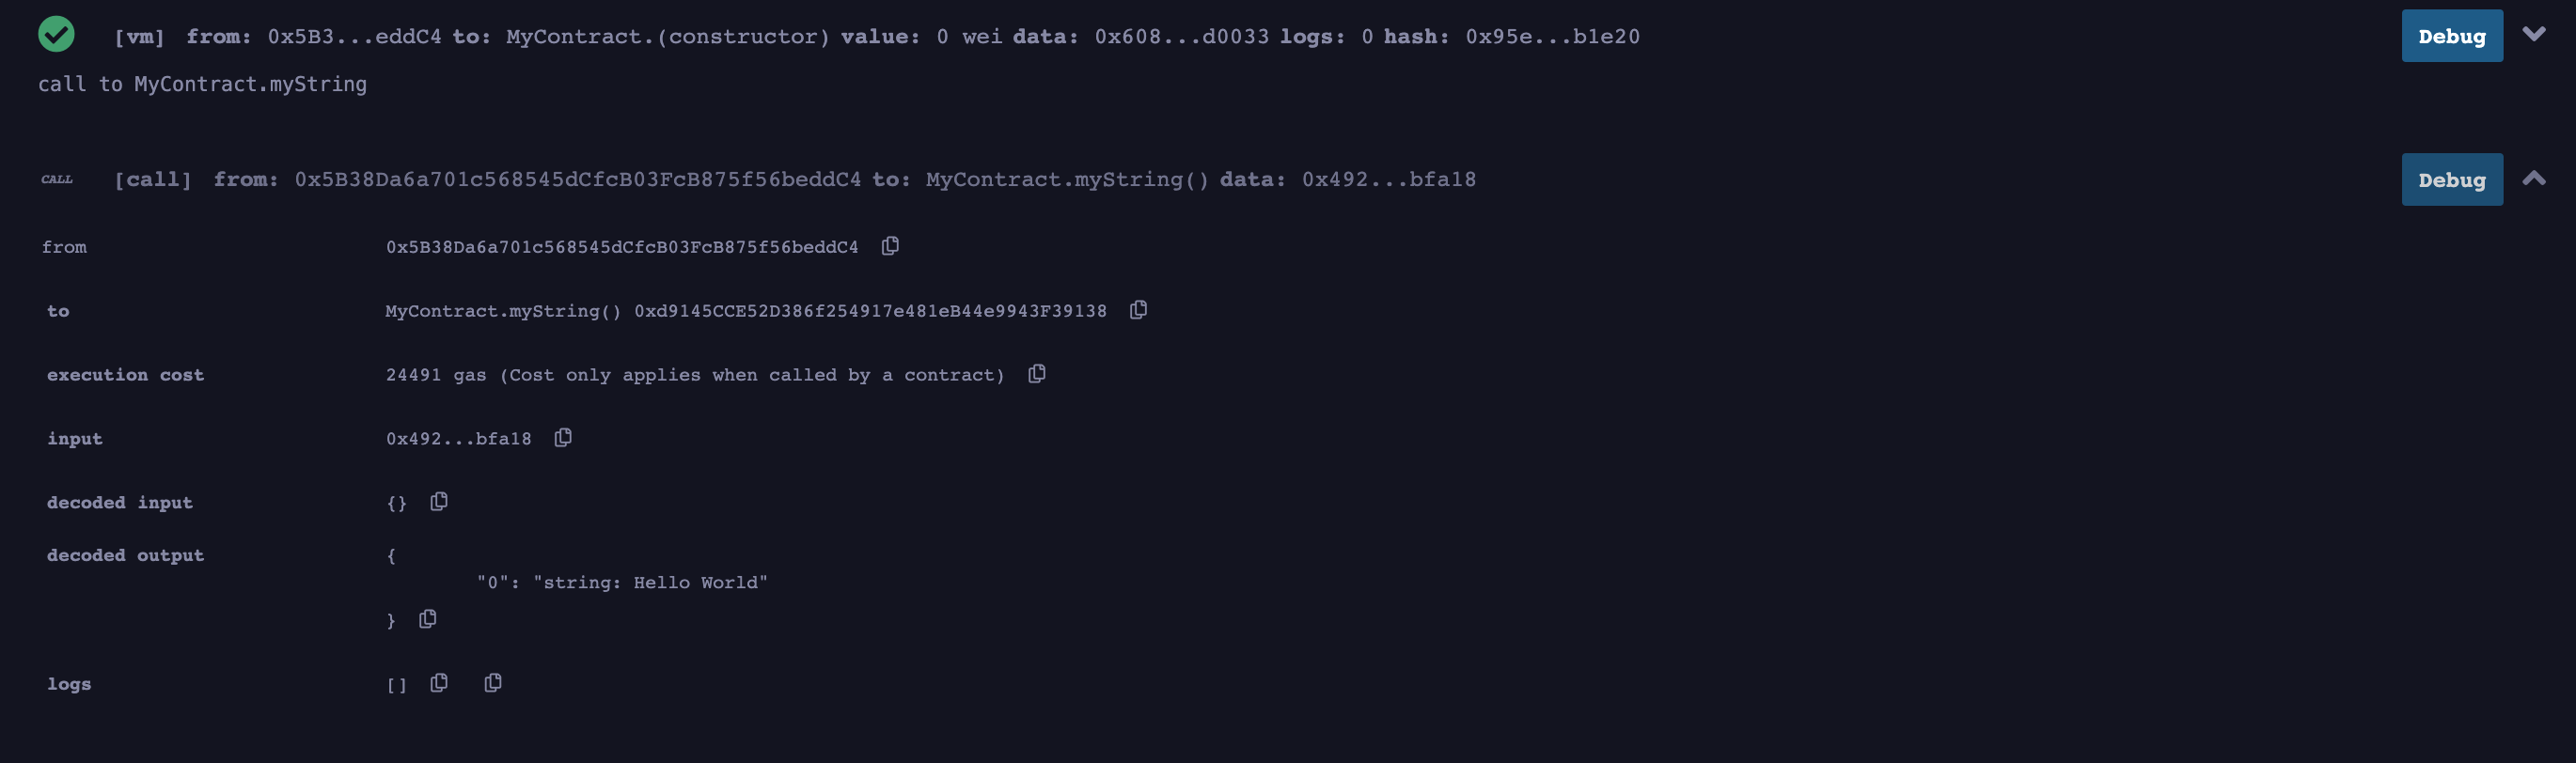 [vm] from: 0x5B3...eddC4 to: MyContract.(constructor) value: 0 wei data: 0x608...d0033 logs: 0 hash: 0x95e...b1e20 Debug
call to MyContract.myString
CALL [call] from: 0x5B38Da6a701c568545dCfcB03FcB875f56beddC4 to: MyContract.myString() data: 0x492...bfa18 Debug
from 0x5B38Da6a701c568545dCfcB03FcB875f56beddC4
to MyContract.myString() 0xd9145CCE52D386f254917e481eB44e9943F39138
execution cost 24491 gas (Cost only applies when called by a contract)
input 0x492...bfa18
decoded input {}
decoded output {
"0": "string: Hello World"
}
logs []